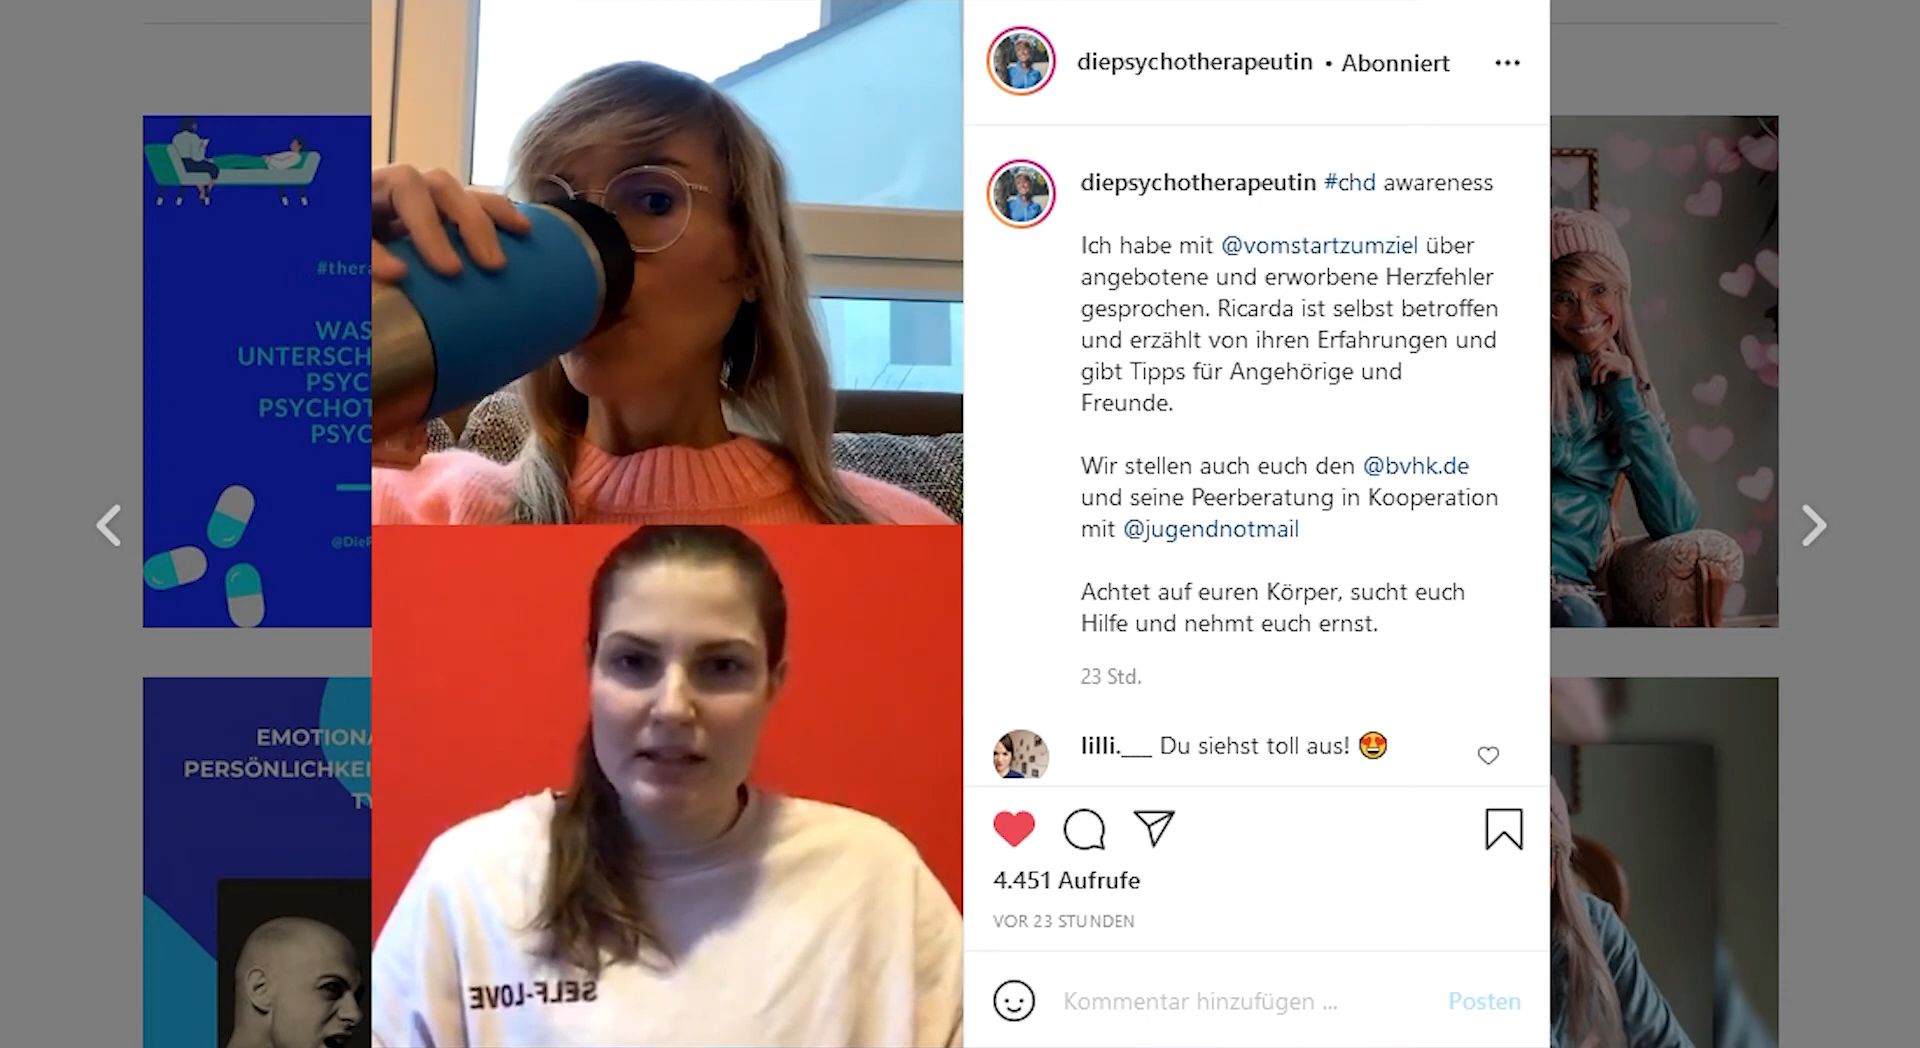 #thera
WAS
UNTERSCH
PSYC
PSYCHOT
PSYC
@DieP
EMOTIONA
PERSÖNLICHKEI
TY
SELF-LOVE
diepsychotherapeutin • Abonniert
diepsychotherapeutin #chd awareness
Ich habe mit @vomstartzumziel über
angebotene und erworbene Herzfehler
gesprochen. Ricarda ist selbst betroffen
und erzählt von ihren Erfahrungen und
gibt Tipps für Angehörige und
Freunde.
Wir stellen auch euch den @bvhk.de
und seine Peerberatung in Kooperation
mit @jugendnotmail
Achtet auf euren Körper, sucht euch
Hilfe und nehmt euch ernst.
23 Std.
lilli.___ Du siehst toll aus! 😍
4.451 Aufrufe
VOR 23 STUNDEN
Kommentar hinzufügen ... Posten